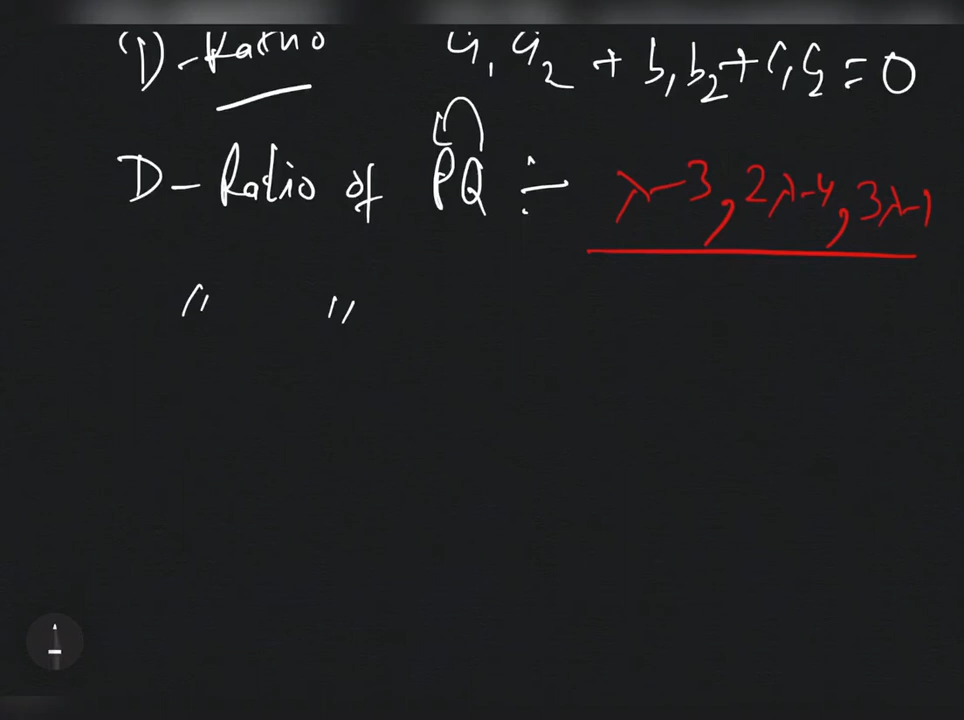 D-Ratio a₁a₂ + b₁b₂ + c₁c₂ = 0
D-Ratio of PQ :- λ-3, 2λ-4, 3λ-1
" "